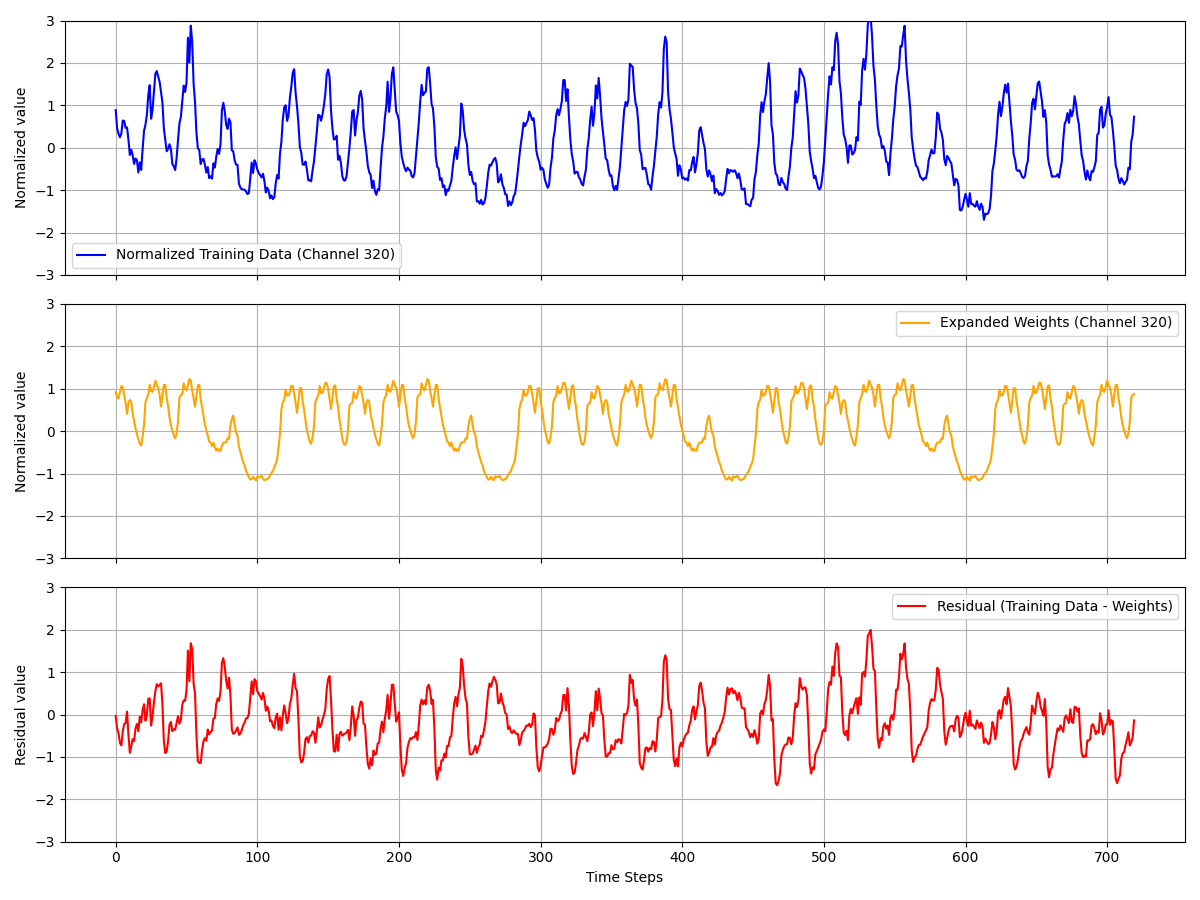 3
2
1
0
−1
−2
−3
Normalized value
Normalized Training Data (Channel 320)
3
2
1
0
−1
−2
−3
Normalized value
Expanded Weights (Channel 320)
3
2
1
0
−1
−2
−3
Residual value
Residual (Training Data - Weights)
0 100 200 300 400 500 600 700
Time Steps